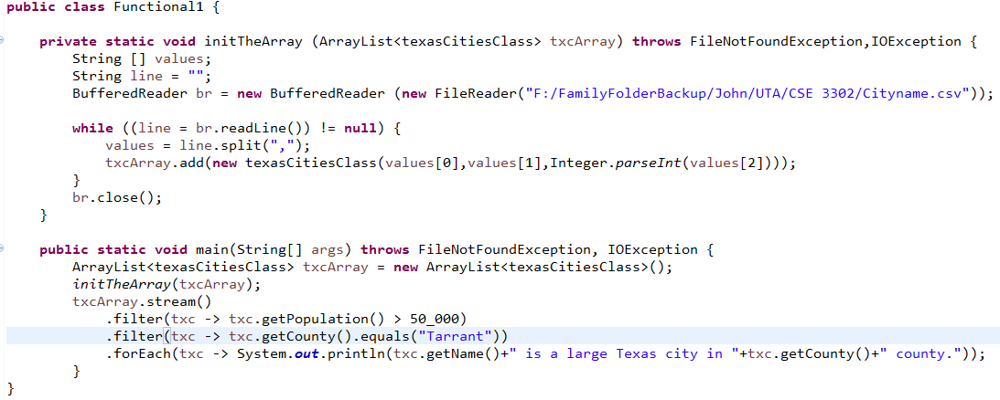 public class Functional1 {
private static void initTheArray (ArrayList<texasCitiesClass> txcArray) throws FileNotFoundException,IOException {
String [] values;
String line = "";
BufferedReader br = new BufferedReader (new FileReader("F:/FamilyFolderBackup/John/UTA/CSE 3302/Cityname.csv"));
while ((line = br.readLine()) != null) {
values = line.split(",");
txcArray.add(new texasCitiesClass(values[0],values[1],Integer.parseInt(values[2])));
}
br.close();
}
public static void main(String[] args) throws FileNotFoundException, IOException {
ArrayList<texasCitiesClass> txcArray = new ArrayList<texasCitiesClass>();
initTheArray(txcArray);
txcArray.stream()
.filter(txc -> txc.getPopulation() > 50_000)
.filter(txc -> txc.getCounty().equals("Tarrant"))
.forEach(txc -> System.out.println(txc.getName()+" is a large Texas city in "+txc.getCounty()+" county."));
}
}